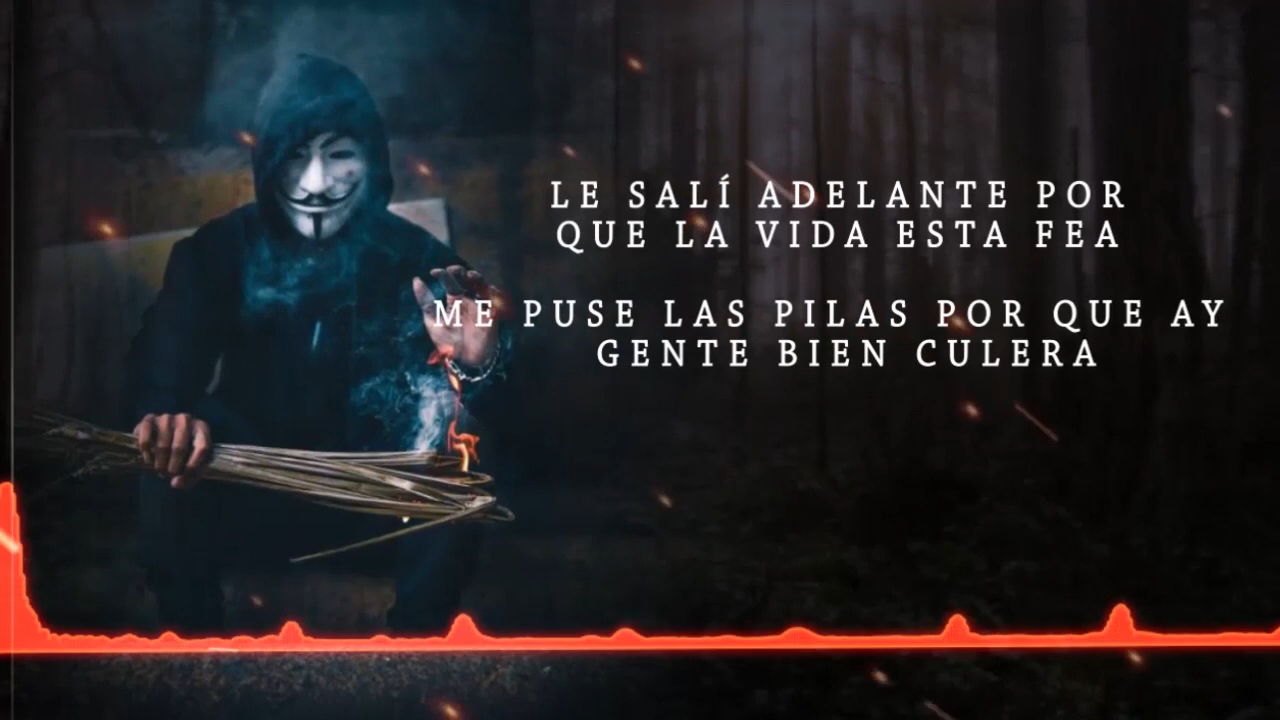 LE SALÍ ADELANTE POR
QUE LA VIDA ESTA FEA
ME PUSE LAS PILAS POR QUE AY
GENTE BIEN CULERA